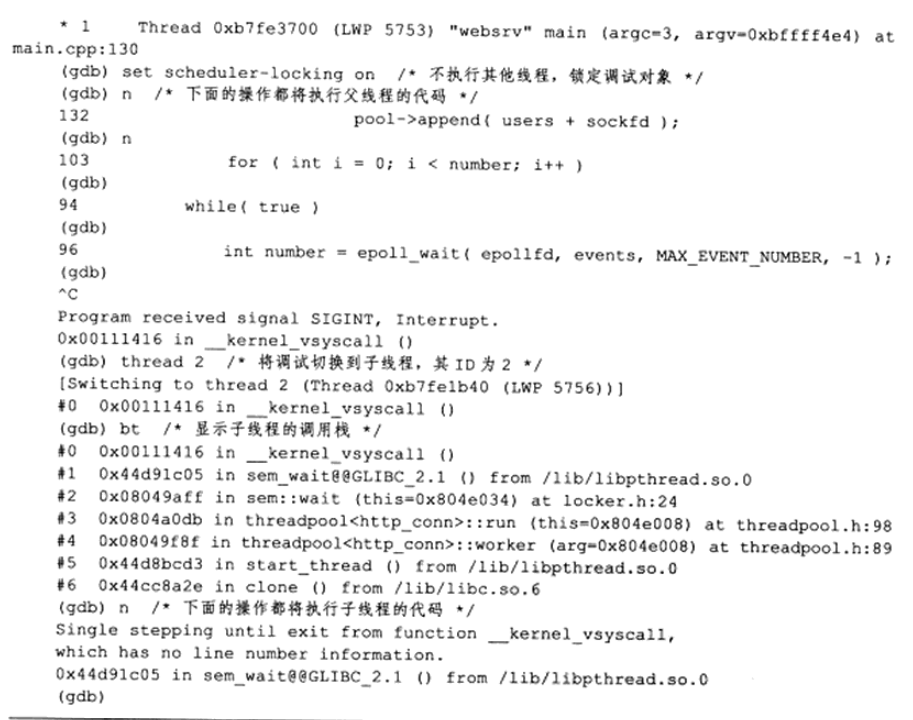 * 1 Thread 0xb7fe3700 (LWP 5753) "websrv" main (argc=3, argv=0xbffff4e4) at
main.cpp:130
(gdb) set scheduler-locking on /* 不执行其他线程，锁定调试对象 */
(gdb) n /* 下面的操作都将执行父线程的代码 */
132 pool->append( users + sockfd );
(gdb) n
103 for ( int i = 0; i < number; i++ )
(gdb)
94 while( true )
(gdb)
96 int number = epoll_wait( epollfd, events, MAX_EVENT_NUMBER, -1 );
(gdb)
^C
Program received signal SIGINT, Interrupt.
0x00111416 in __kernel_vsyscall ()
(gdb) thread 2 /* 将调试切换到子线程，其 ID 为 2 */
[Switching to thread 2 (Thread 0xb7fe1b40 (LWP 5756))]
#0 0x00111416 in __kernel_vsyscall ()
(gdb) bt /* 显示子线程的调用栈 */
#0 0x00111416 in __kernel_vsyscall ()
#1 0x44d91c05 in sem_wait@@GLIBC_2.1 () from /lib/libpthread.so.0
#2 0x08049aff in sem::wait (this=0x804e034) at locker.h:24
#3 0x0804a0db in threadpool<http_conn>::run (this=0x804e008) at threadpool.h:98
#4 0x08049f8f in threadpool<http_conn>::worker (arg=0x804e008) at threadpool.h:89
#5 0x44d8bcd3 in start_thread () from /lib/libpthread.so.0
#6 0x44cc8a2e in clone () from /lib/libc.so.6
(gdb) n /* 下面的操作都将执行子线程的代码 */
Single stepping until exit from function __kernel_vsyscall,
which has no line number information.
0x44d91c05 in sem_wait@@GLIBC_2.1 () from /lib/libpthread.so.0
(gdb)